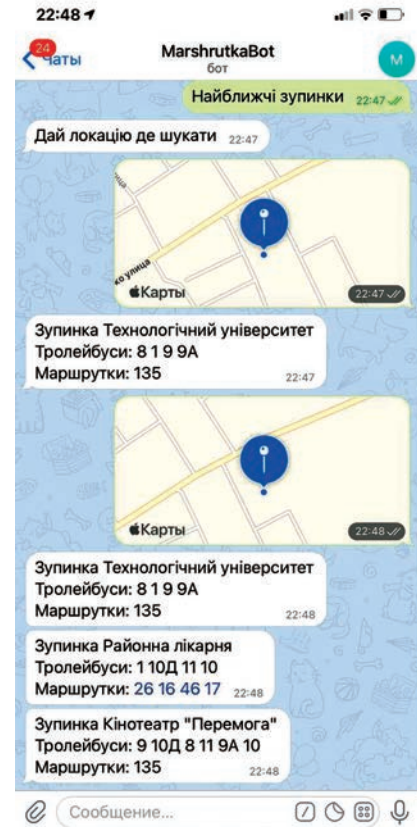 22:48
24
Чаты
MarshrutkaBot
бот
М
Найближчі зупинки 22:47
Дай локацію де шукати 22:47
ко улица
Карты
22:47
Зупинка Технологічний університет
Тролейбуси: 8 1 9 9А
Маршрутки: 135
22:47
Карты
22:48
Зупинка Технологічний університет
Тролейбуси: 8 1 9 9А
Маршрутки: 135
22:48
Зупинка Районна лікарня
Тролейбуси: 1 10Д 11 10
Маршрутки: 26 16 46 17 22:48
Зупинка Кінотеатр "Перемога"
Тролейбуси: 9 10Д 8 11 9А 10
Маршрутки: 135
22:48
Сообщение...